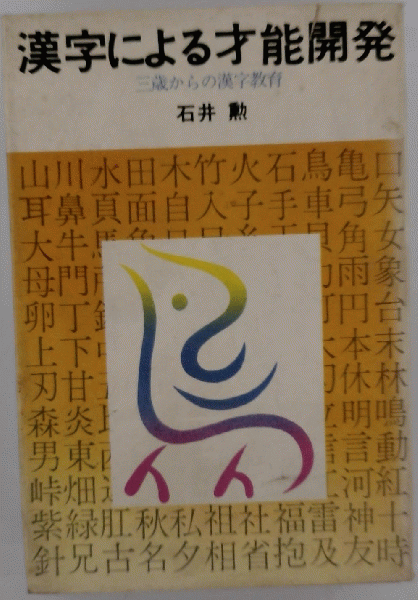 漢字による才能開発
三歳からの漢字教育
石井 勲
山川水田木竹火石鳥亀口
耳鼻頁面自入子手車弓矢
大牛馬角女
母門雨象
卵丁円台
上下本末
刃甘休林
森炎明鳴
男東言動
峠畑河紅
紫緑肛秋私祖社福雷神十
針兄古名夕相省抱及友時